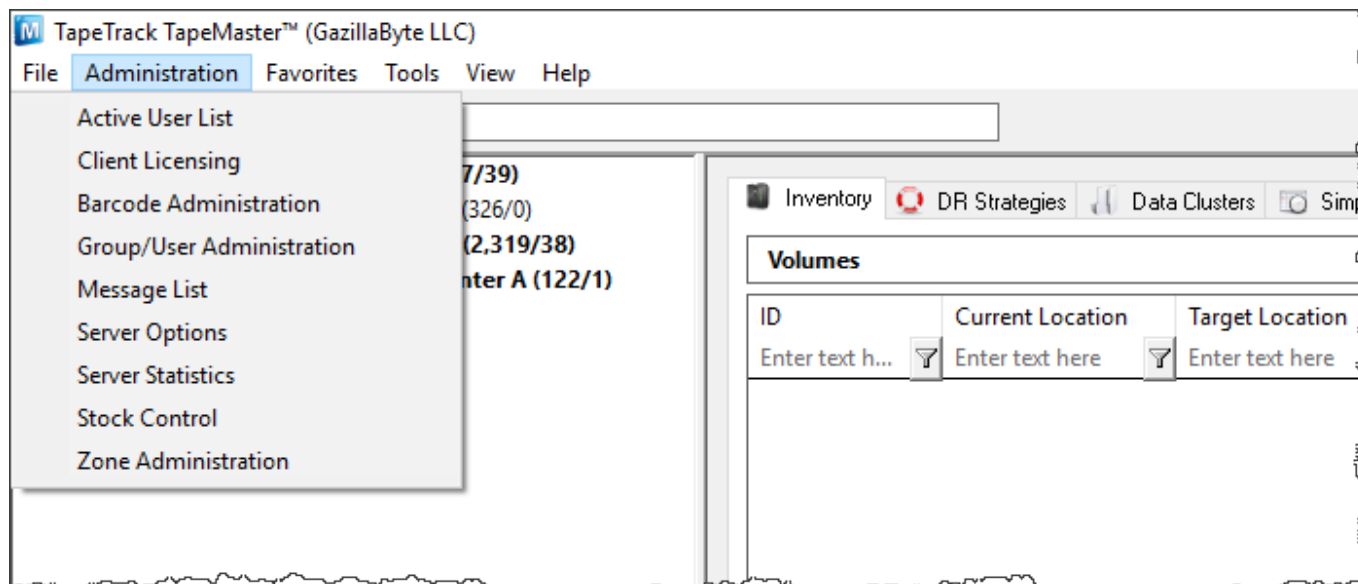 TapeTrack TapeMaster™ (GazillaByte LLC)
File Administration Favorites Tools View Help
Active User List
Client Licensing
Barcode Administration
Group/User Administration
Message List
Server Options
Server Statistics
Stock Control
Zone Administration
7/39)
(326/0)
(2,319/38)
nter A (122/1)
Inventory DR Strategies Data Clusters Simp
Volumes
ID Current Location Target Location
Enter text h... Enter text here Enter text here